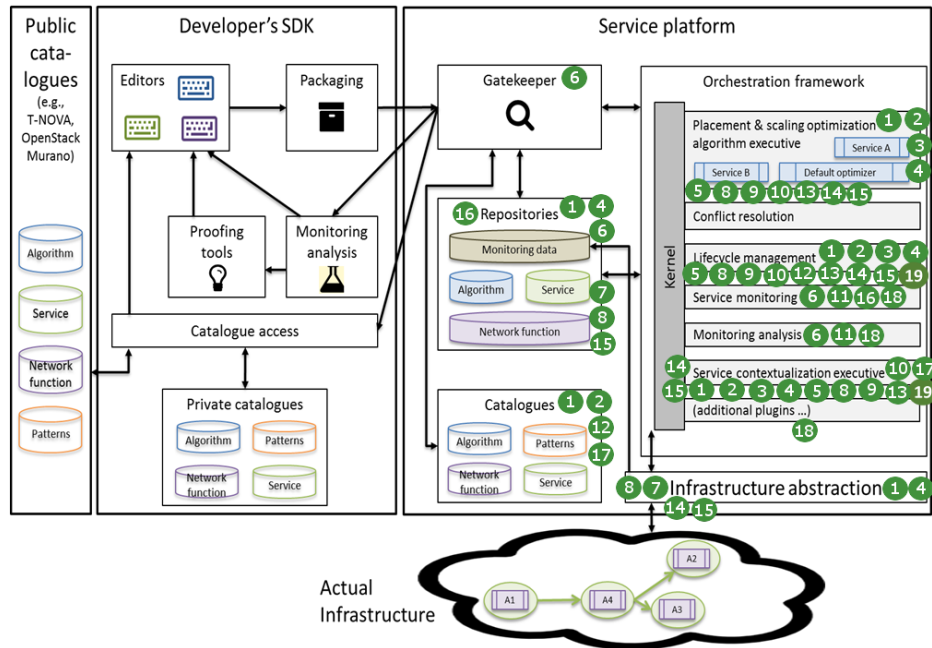 Public
cata-
logues
(e.g.,
T-NOVA,
OpenStack
Murano)
Algorithm
Service
Network
function
Patterns
Developer's SDK
Editors
Packaging
Proofing
tools
Monitoring
analysis
Catalogue access
Private catalogues
Algorithm
Patterns
Network
function
Service
Service platform
Gatekeeper 6
16 Repositories 1 4
6
Monitoring data
Algorithm
Service
7
Network function
8
15
Catalogues 1 2
12
Algorithm
Patterns
17
Network
function
Service
Orchestration framework
Kernel
Placement & scaling optimization 1 2
algorithm executive
Service A 3
Service B
Default optimizer 4
5 8 9 10 13 14 15
Conflict resolution
Lifecycle management 1 2 3 4
5 8 9 10 12 13 14 15 19
Service monitoring 6 11 16 18
Monitoring analysis 6 11 18
14 Service contextualization executive 10 17
15 1 2 3 4 5 8 9 13 19
(additional plugins ...)
18
8 7 Infrastructure abstraction 1 4
14 15
Actual
Infrastructure
A1
A4
A2
A3